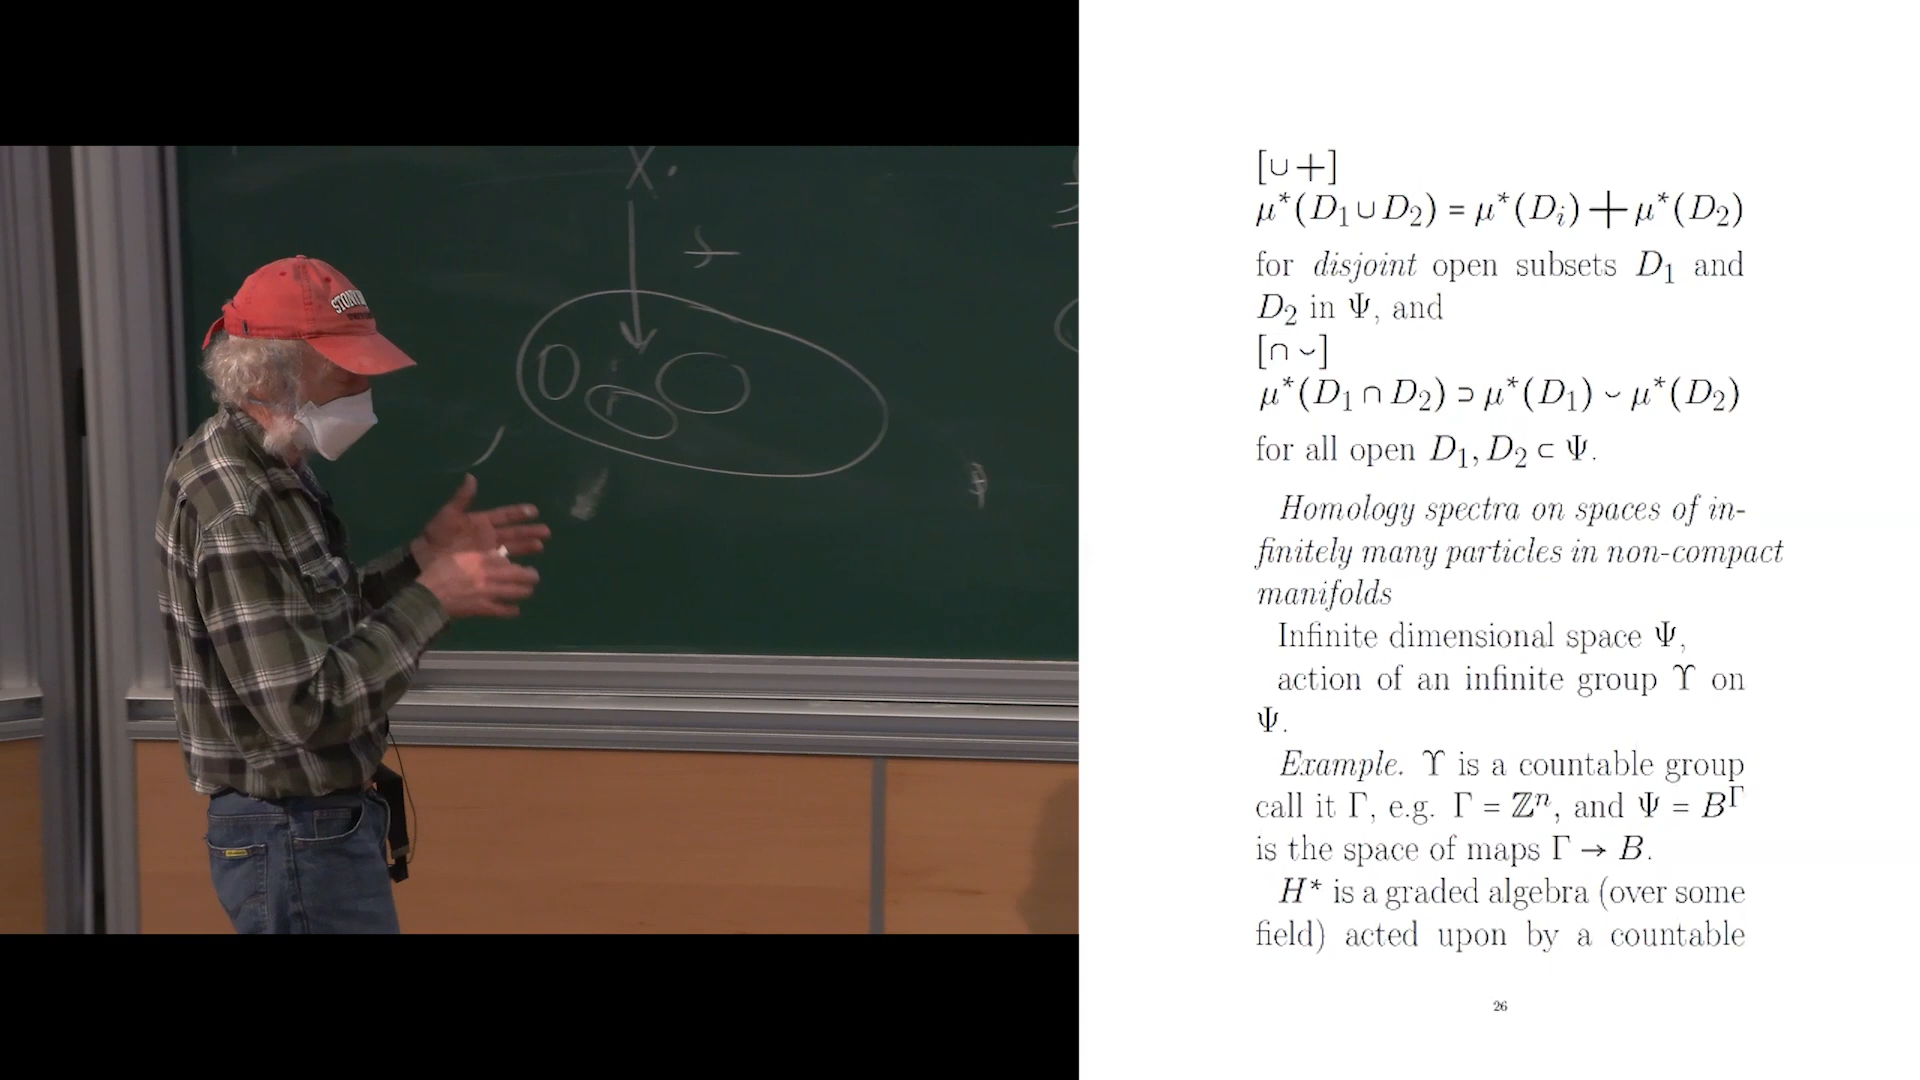 X.
STONY
[∪ +]
μ*(D₁ ∪ D₂) = μ*(Dᵢ) + μ*(D₂)
for disjoint open subsets D₁ and
D₂ in Ψ, and
[∩ ⌣]
μ*(D₁ ∩ D₂) ⊃ μ*(D₁) ⌣ μ*(D₂)
for all open D₁, D₂ ⊂ Ψ.
Homology spectra on spaces of in-
finitely many particles in non-compact
manifolds
Infinite dimensional space Ψ,
action of an infinite group ϒ on
Ψ.
Example. ϒ is a countable group
call it Γ, e.g. Γ = ℤⁿ, and Ψ = B^Γ
is the space of maps Γ → B.
H* is a graded algebra (over some
field) acted upon by a countable
26